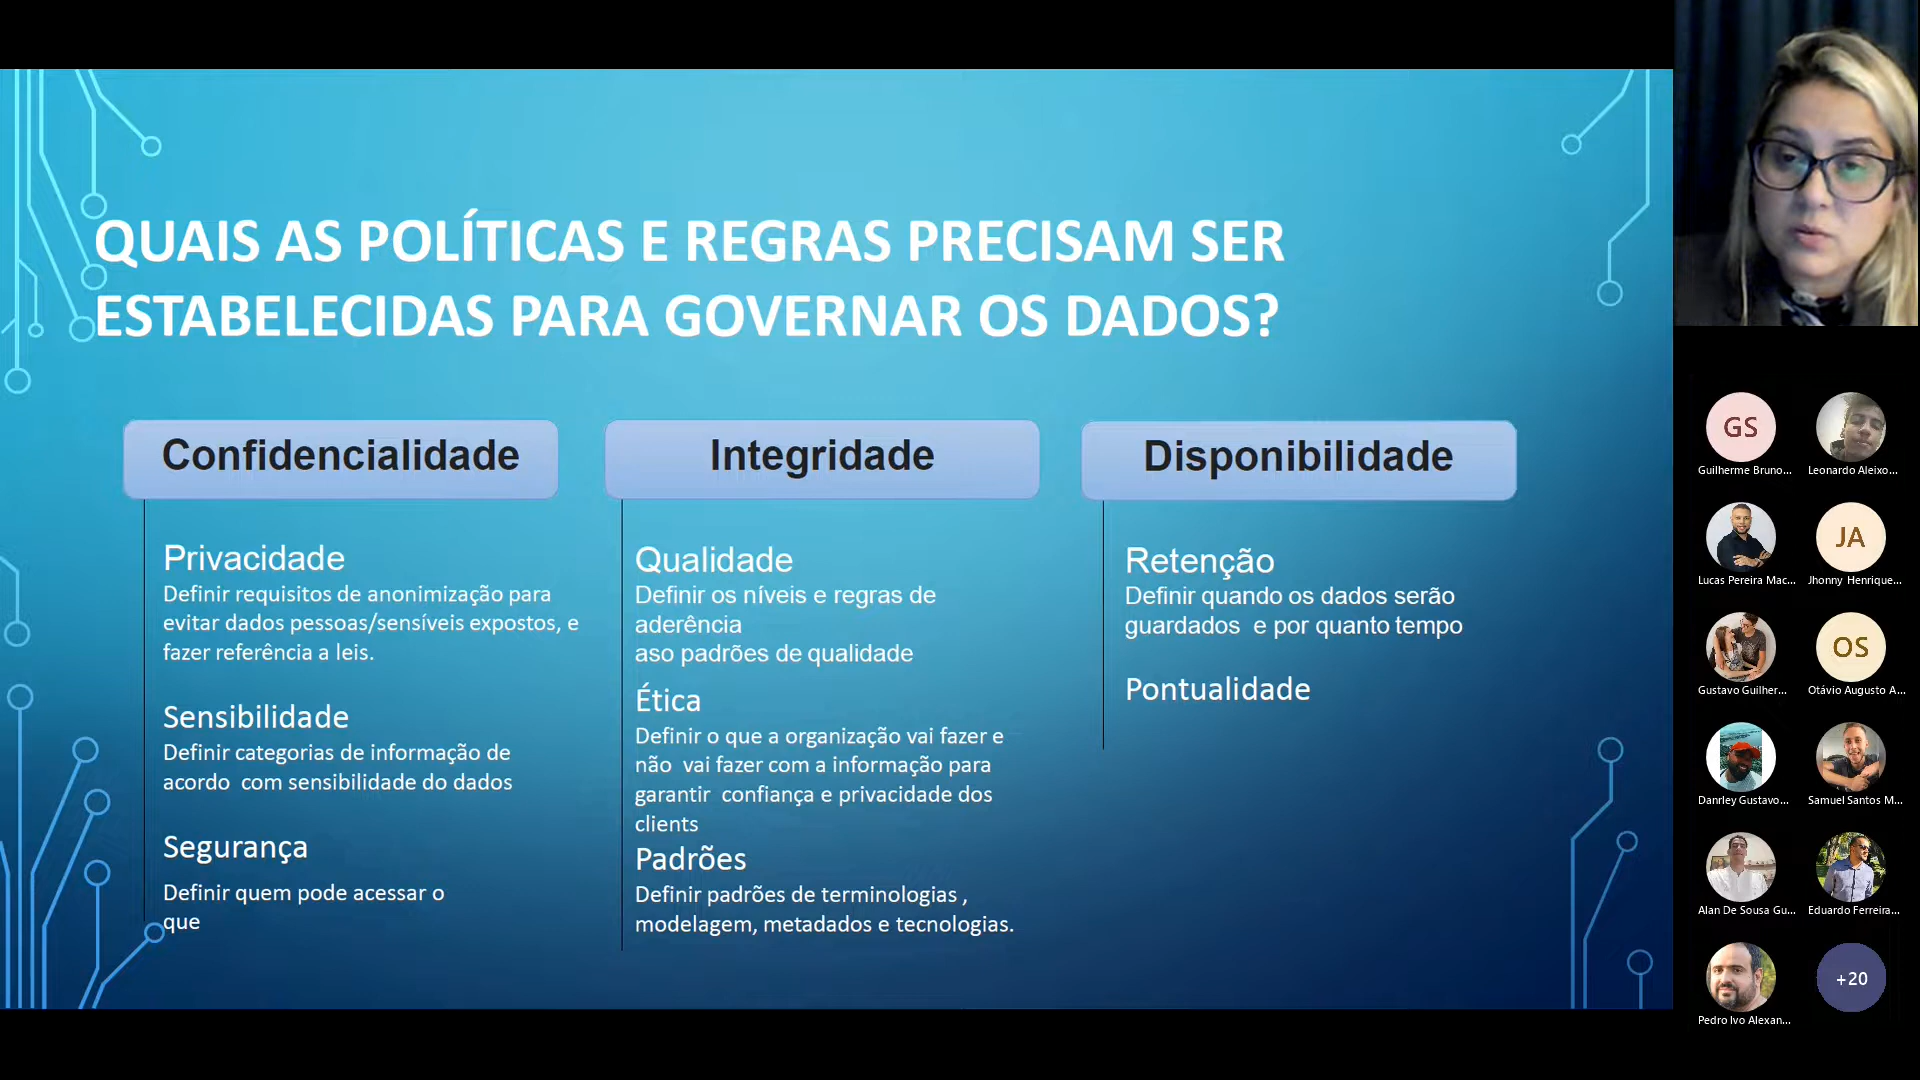 QUAIS AS POLÍTICAS E REGRAS PRECISAM SER
ESTABELECIDAS PARA GOVERNAR OS DADOS?
Confidencialidade
Privacidade
Definir requisitos de anonimização para
evitar dados pessoas/sensíveis expostos, e
fazer referência a leis.
Sensibilidade
Definir categorias de informação de
acordo com sensibilidade do dados
Segurança
Definir quem pode acessar o
que
Integridade
Qualidade
Definir os níveis e regras de
aderência
aso padrões de qualidade
Ética
Definir o que a organização vai fazer e
não vai fazer com a informação para
garantir confiança e privacidade dos
clients
Padrões
Definir padrões de terminologias ,
modelagem, metadados e tecnologias.
Disponibilidade
Retenção
Definir quando os dados serão
guardados e por quanto tempo
Pontualidade
GS
Guilherme Bruno...
Leonardo Aleixo...
Lucas Pereira Mac...
JA
Jhonny Henrique...
Gustavo Guilher...
OS
Otávio Augusto A...
Danrley Gustavo...
Samuel Santos M...
Alan De Sousa Gu...
Eduardo Ferreira...
Pedro Ivo Alexan...
+20